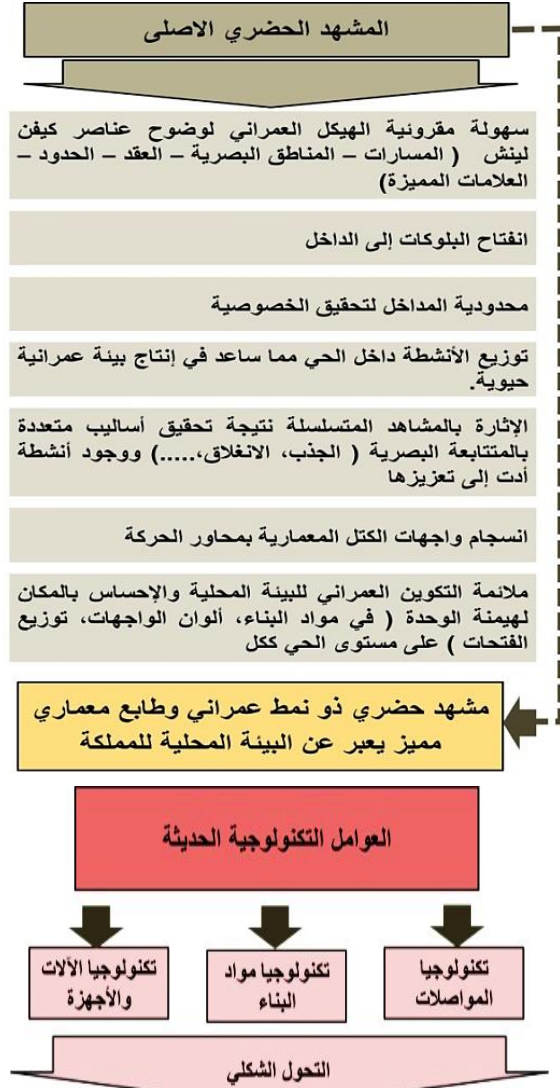 المشهد الحضري الاصلى
سهولة مقروئية الهيكل العمراني لوضوح عناصر كيفن
لينش ( المسارات – المناطق البصرية – العقد – الحدود –
العلامات المميزة)
انفتاح البلوكات إلى الداخل
محدودية المداخل لتحقيق الخصوصية
توزيع الأنشطة داخل الحي مما ساعد في إنتاج بيئة عمرانية
حيوية.
الإثارة بالمشاهد المتسلسلة نتيجة تحقيق أساليب متعددة
بالمتتابعة البصرية ( الجذب، الانغلاق،.....) ووجود أنشطة
أدت إلى تعزيزها
انسجام واجهات الكتل المعمارية بمحاور الحركة
ملائمة التكوين العمراني للبيئة المحلية والإحساس بالمكان
لهيمنة الوحدة ( في مواد البناء، ألوان الواجهات، توزيع
الفتحات ) على مستوى الحي ككل
مشهد حضري ذو نمط عمراني وطابع معماري
مميز يعبر عن البيئة المحلية للمملكة
العوامل التكنولوجية الحديثة
تكنولوجيا
المواصلات
تكنولوجيا مواد
البناء
تكنولوجيا الآلات
والأجهزة
التحول الشكلي